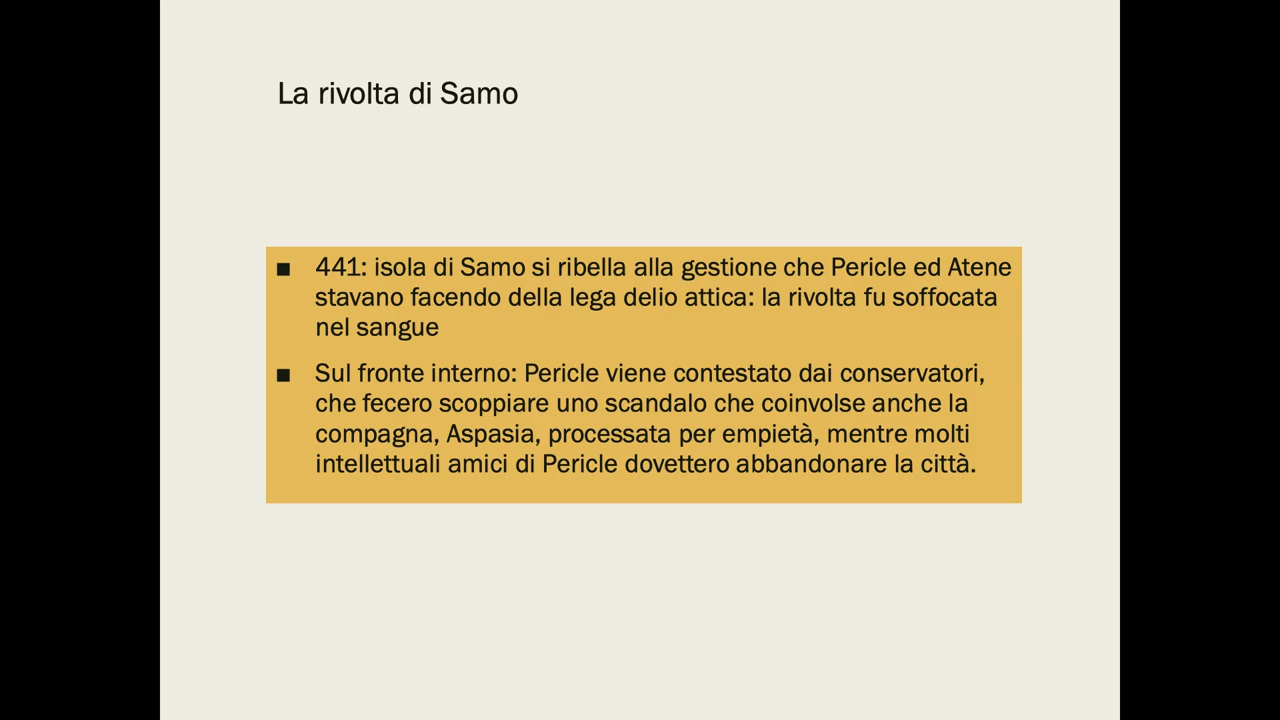 La rivolta di Samo
■ 441: isola di Samo si ribella alla gestione che Pericle ed Atene
stavano facendo della lega delio attica: la rivolta fu soffocata
nel sangue
■ Sul fronte interno: Pericle viene contestato dai conservatori,
che fecero scoppiare uno scandalo che coinvolse anche la
compagna, Aspasia, processata per empietà, mentre molti
intellettuali amici di Pericle dovettero abbandonare la città.